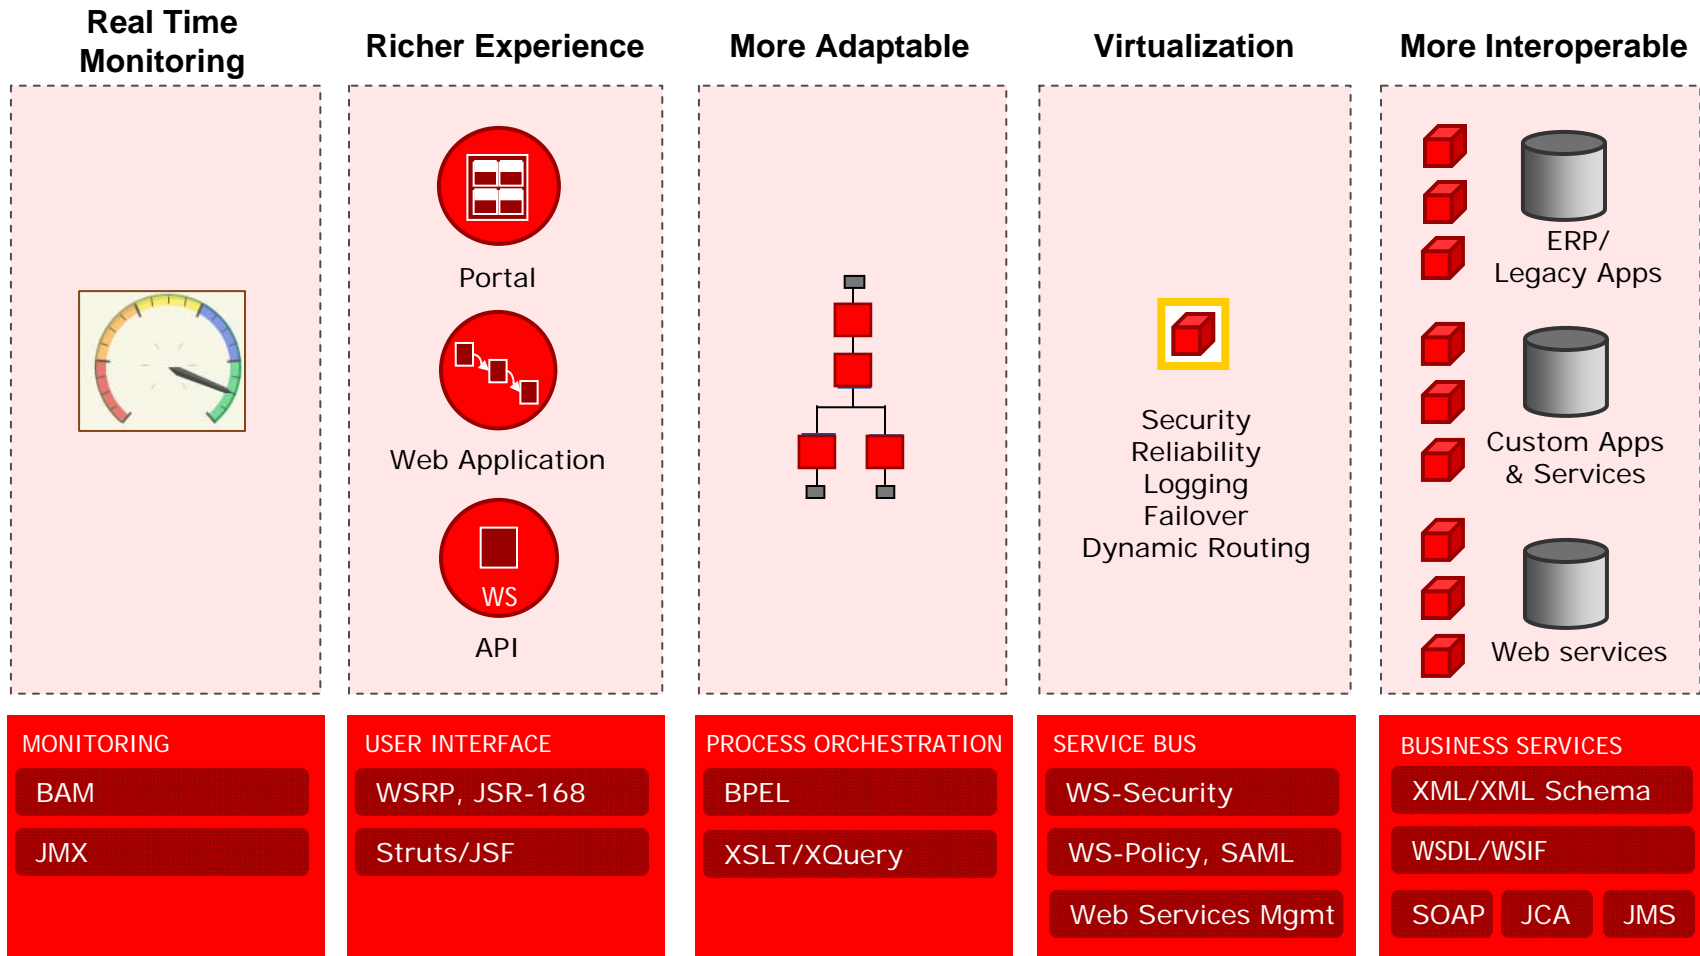 Real Time
Monitoring
Richer Experience
More Adaptable
Virtualization
More Interoperable
Portal
Web Application
WS
API
Security
Reliability
Logging
Failover
Dynamic Routing
ERP/
Legacy Apps
Custom Apps
& Services
Web services
MONITORING
BAM
JMX
USER INTERFACE
WSRP, JSR-168
Struts/JSF
PROCESS ORCHESTRATION
BPEL
XSLT/XQuery
SERVICE BUS
WS-Security
WS-Policy, SAML
Web Services Mgmt
BUSINESS SERVICES
XML/XML Schema
WSDL/WSIF
SOAP
JCA
JMS